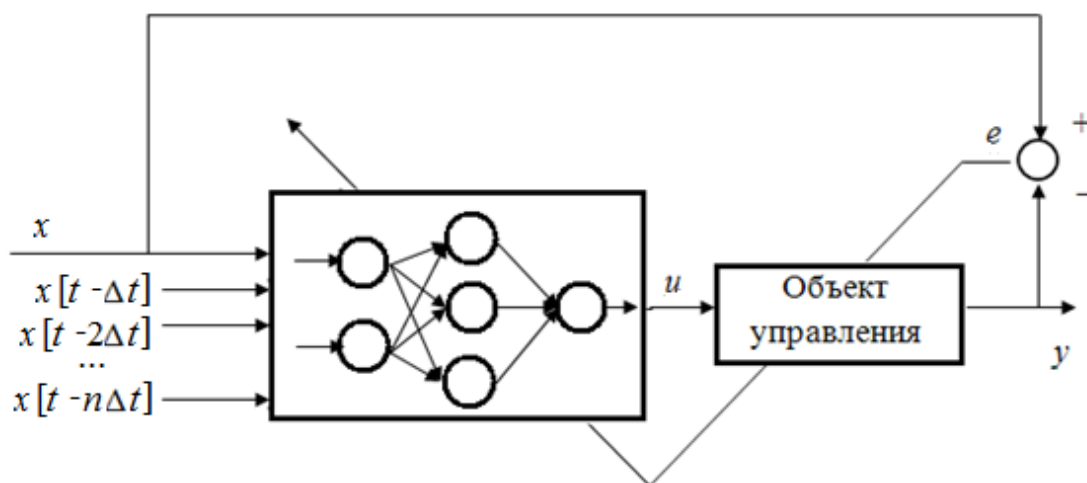 +
e
–
x
x[t - Δt]
x[t - 2Δt]
...
x[t - nΔt]
u
Объект
управления
y